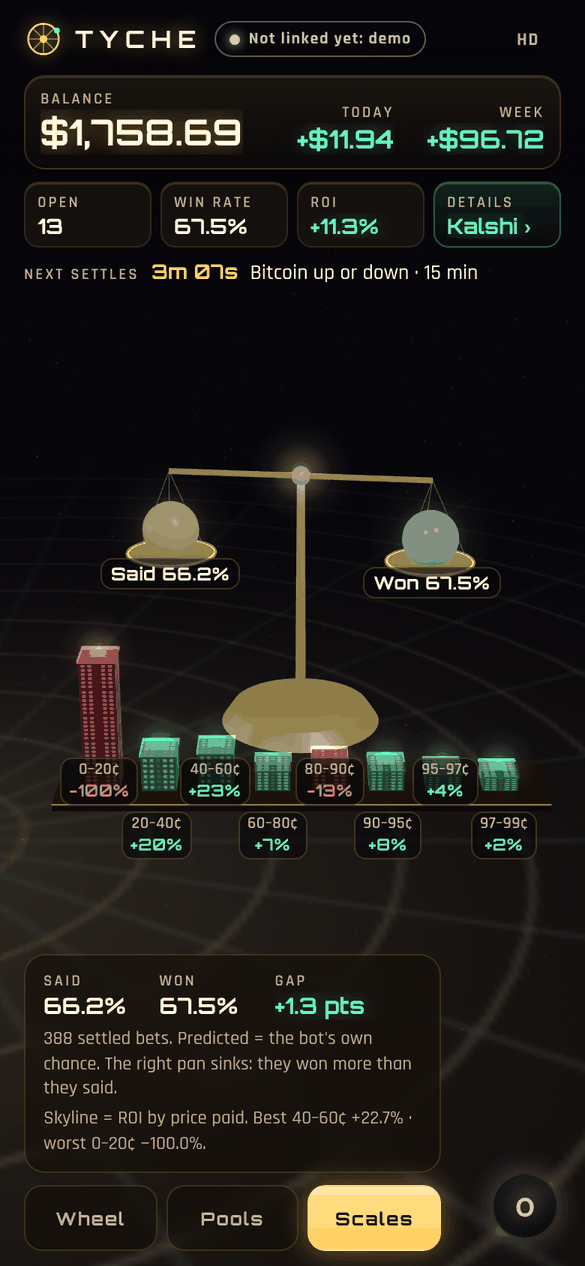 TYCHE
Not linked yet: demo
HD
BALANCE
$1,758.69
TODAY
+$11.94
WEEK
+$96.72
OPEN
13
WIN RATE
67.5%
ROI
+11.3%
DETAILS
Kalshi ›
NEXT SETTLES 3m 07s Bitcoin up or down · 15 min
Said 66.2%
Won 67.5%
0–20¢
-100%
40–60¢
+23%
80–90¢
-13%
95–97¢
+4%
20–40¢
+20%
60–80¢
+7%
90–95¢
+8%
97–99¢
+2%
SAID
66.2%
WON
67.5%
GAP
+1.3 pts
388 settled bets. Predicted = the bot's own
chance. The right pan sinks: they won more than
they said.
Skyline = ROI by price paid. Best 40–60¢ +22.7% ·
worst 0–20¢ −100.0%.
Wheel
Pools
Scales
O